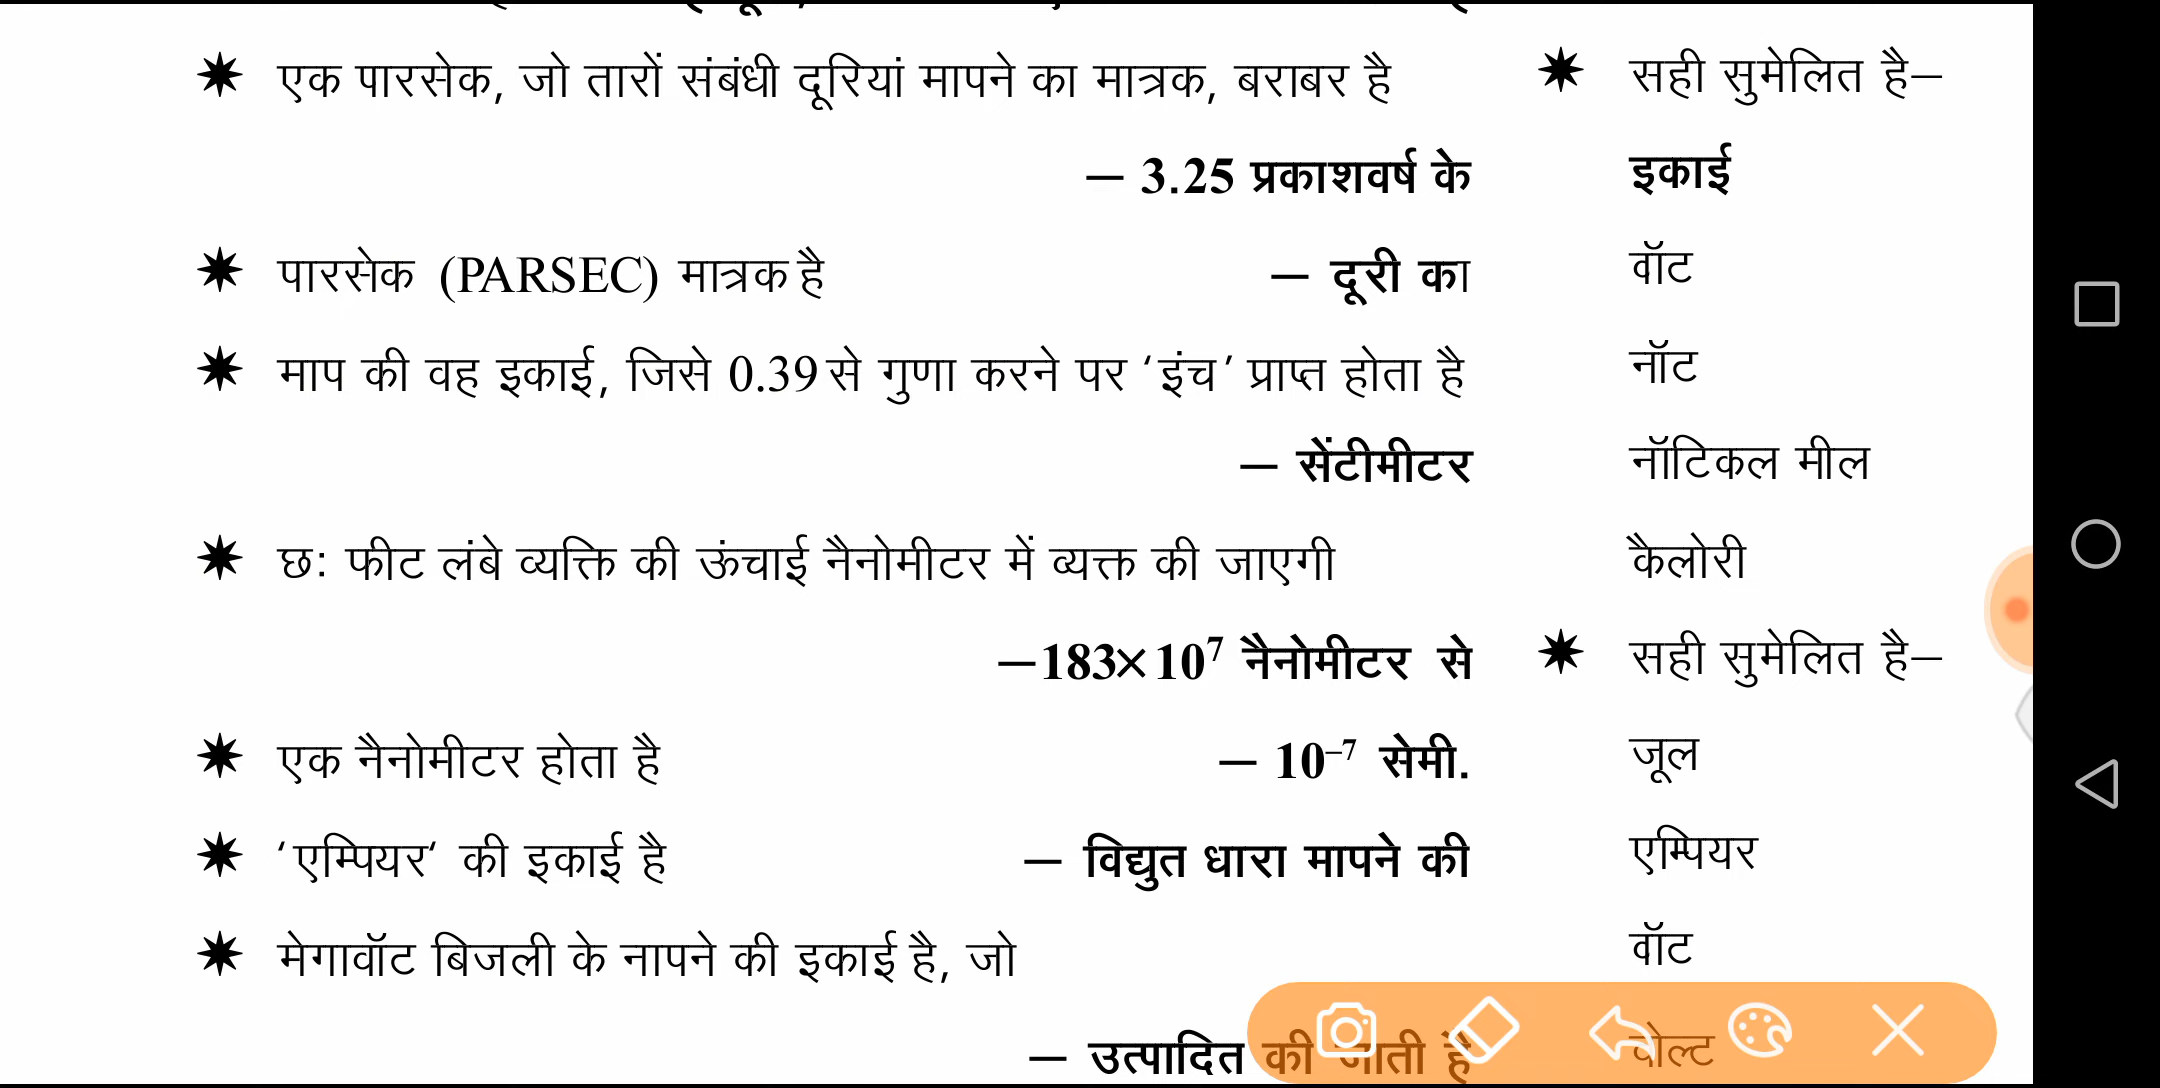 एक पारसेक, जो तारों संबंधी दूरियां मापने का मात्रक, बराबर है
– 3.25 प्रकाशवर्ष के
पारसेक (PARSEC) मात्रक है – दूरी का
माप की वह इकाई, जिसे 0.39 से गुणा करने पर ‘इंच’ प्राप्त होता है
– सेंटीमीटर
छः फीट लंबे व्यक्ति की ऊंचाई नैनोमीटर में व्यक्त की जाएगी
–183×10⁷ नैनोमीटर से
एक नैनोमीटर होता है – 10⁻⁷ सेमी.
‘एम्पियर‘ की इकाई है – विद्युत धारा मापने की
मेगावॉट बिजली के नापने की इकाई है, जो
– उत्पादित की जाती है
सही सुमेलित है–
इकाई
वॉट
नॉट
नॉटिकल मील
कैलोरी
सही सुमेलित है–
जूल
एम्पियर
वॉट
वोल्ट